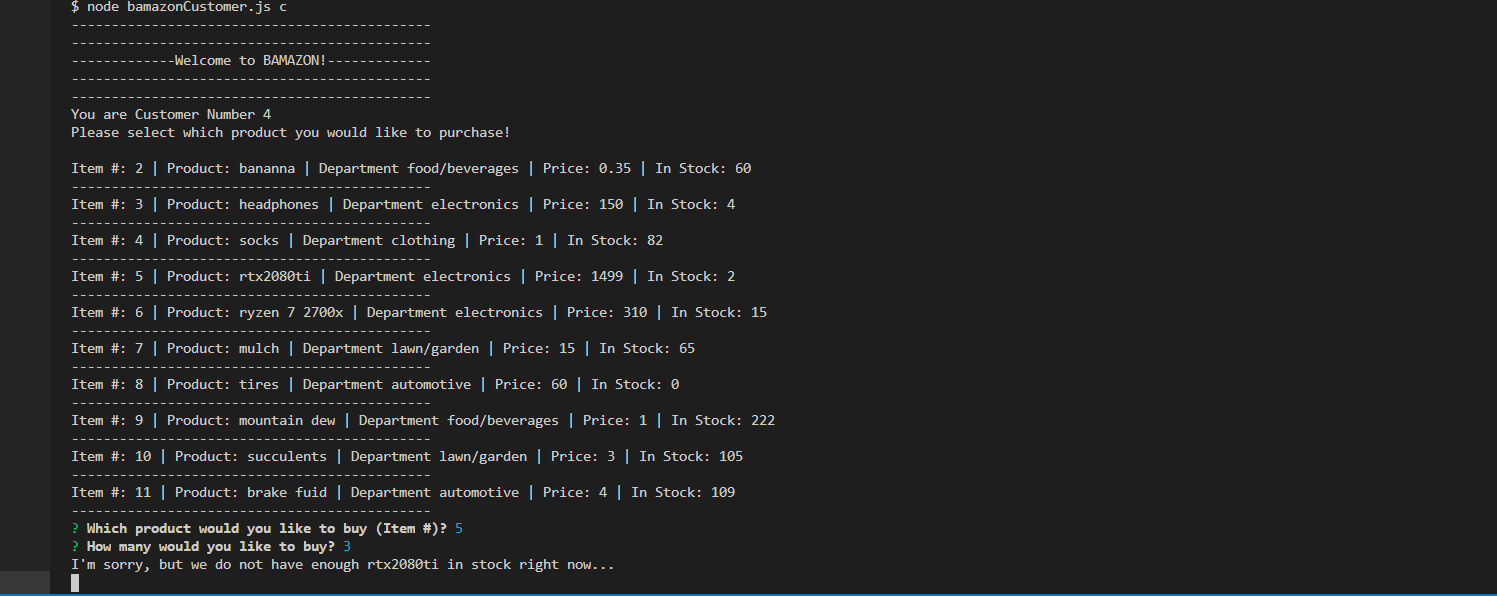 $ node bamazonCustomer.js c
---------------------------------------------
---------------------------------------------
-------------Welcome to BAMAZON!-------------
---------------------------------------------
---------------------------------------------
You are Customer Number 4
Please select which product you would like to purchase!
Item #: 2 | Product: bananna | Department food/beverages | Price: 0.35 | In Stock: 60
---------------------------------------------
Item #: 3 | Product: headphones | Department electronics | Price: 150 | In Stock: 4
---------------------------------------------
Item #: 4 | Product: socks | Department clothing | Price: 1 | In Stock: 82
---------------------------------------------
Item #: 5 | Product: rtx2080ti | Department electronics | Price: 1499 | In Stock: 2
---------------------------------------------
Item #: 6 | Product: ryzen 7 2700x | Department electronics | Price: 310 | In Stock: 15
---------------------------------------------
Item #: 7 | Product: mulch | Department lawn/garden | Price: 15 | In Stock: 65
---------------------------------------------
Item #: 8 | Product: tires | Department automotive | Price: 60 | In Stock: 0
---------------------------------------------
Item #: 9 | Product: mountain dew | Department food/beverages | Price: 1 | In Stock: 222
---------------------------------------------
Item #: 10 | Product: succulents | Department lawn/garden | Price: 3 | In Stock: 105
---------------------------------------------
Item #: 11 | Product: brake fuid | Department automotive | Price: 4 | In Stock: 109
---------------------------------------------
? Which product would you like to buy (Item #)? 5
? How many would you like to buy? 3
I'm sorry, but we do not have enough rtx2080ti in stock right now...